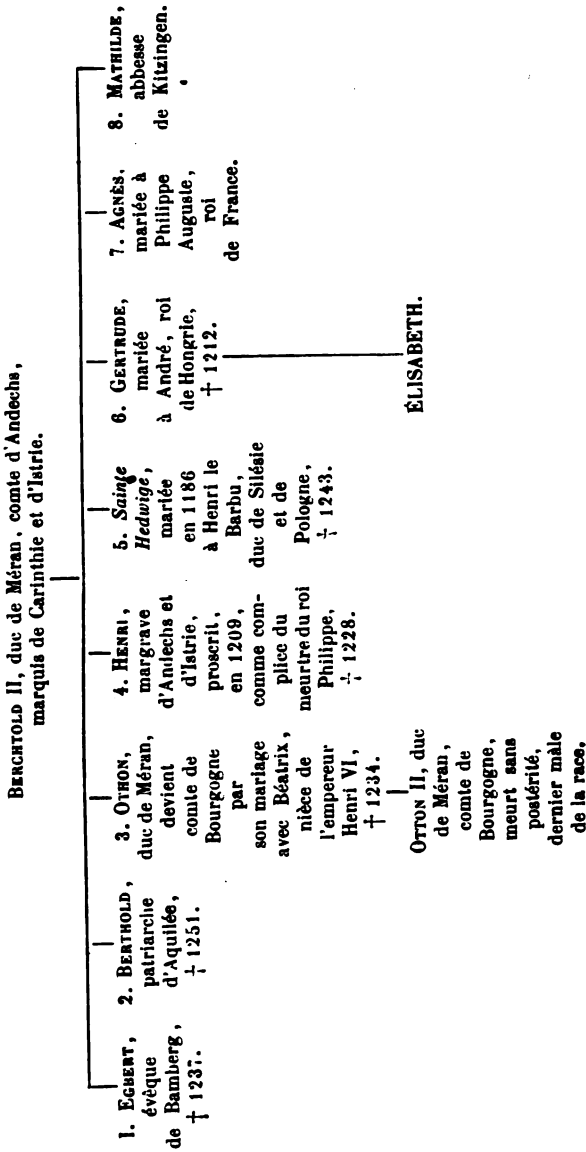 BERCHTOLD II, duc de Méran, comte d'Andechs,
marquis de Carinthie et d'Istrie.
1. EGBERT,
évèque
de Bamberg,
† 1237.
2. BERTHOLD,
patriarche
d'Aquilée,
† 1251.
3. OTHON,
duc de Méran,
devient
comte de
Bourgogne
par
son mariage
avec Béatrix,
nièce de
l'empereur
Henri VI,
† 1234.
OTTON II, duc
de Méran,
comte de
Bourgogne,
meurt sans
postérité,
dernier mâle
de la race.
4. HENRI,
margrave
d'Andechs et
d'Istrie,
proscrit,
en 1209,
comme com-
plice du
meurtre du roi
Philippe,
† 1228.
5. Sainte
Hedwige,
mariée
en 1186
à Henri le
Barbu,
duc de Silésie
et de
Pologne,
† 1243.
6. GERTRUDE,
mariée
à André, roi
de Hongrie,
† 1212.
ÉLISABETH.
7. AGNÈS,
mariée à
Philippe
Auguste,
roi
de France.
8. MATHILDE,
abbesse
de Kitzingen.